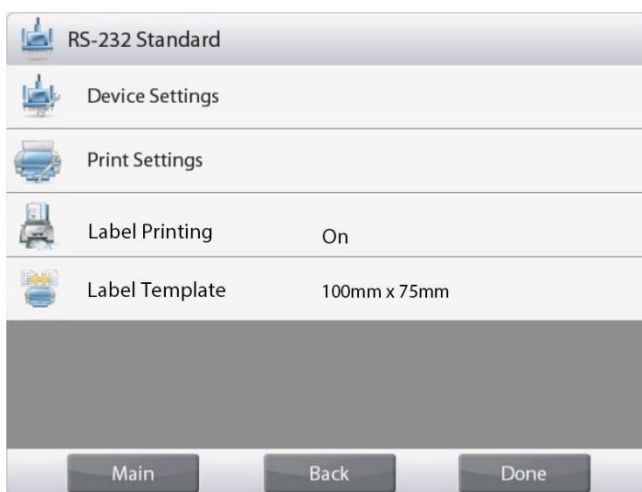 RS-232 Standard
Device Settings
Print Settings
Label Printing On
Label Template 100mm x 75mm
Main Back Done